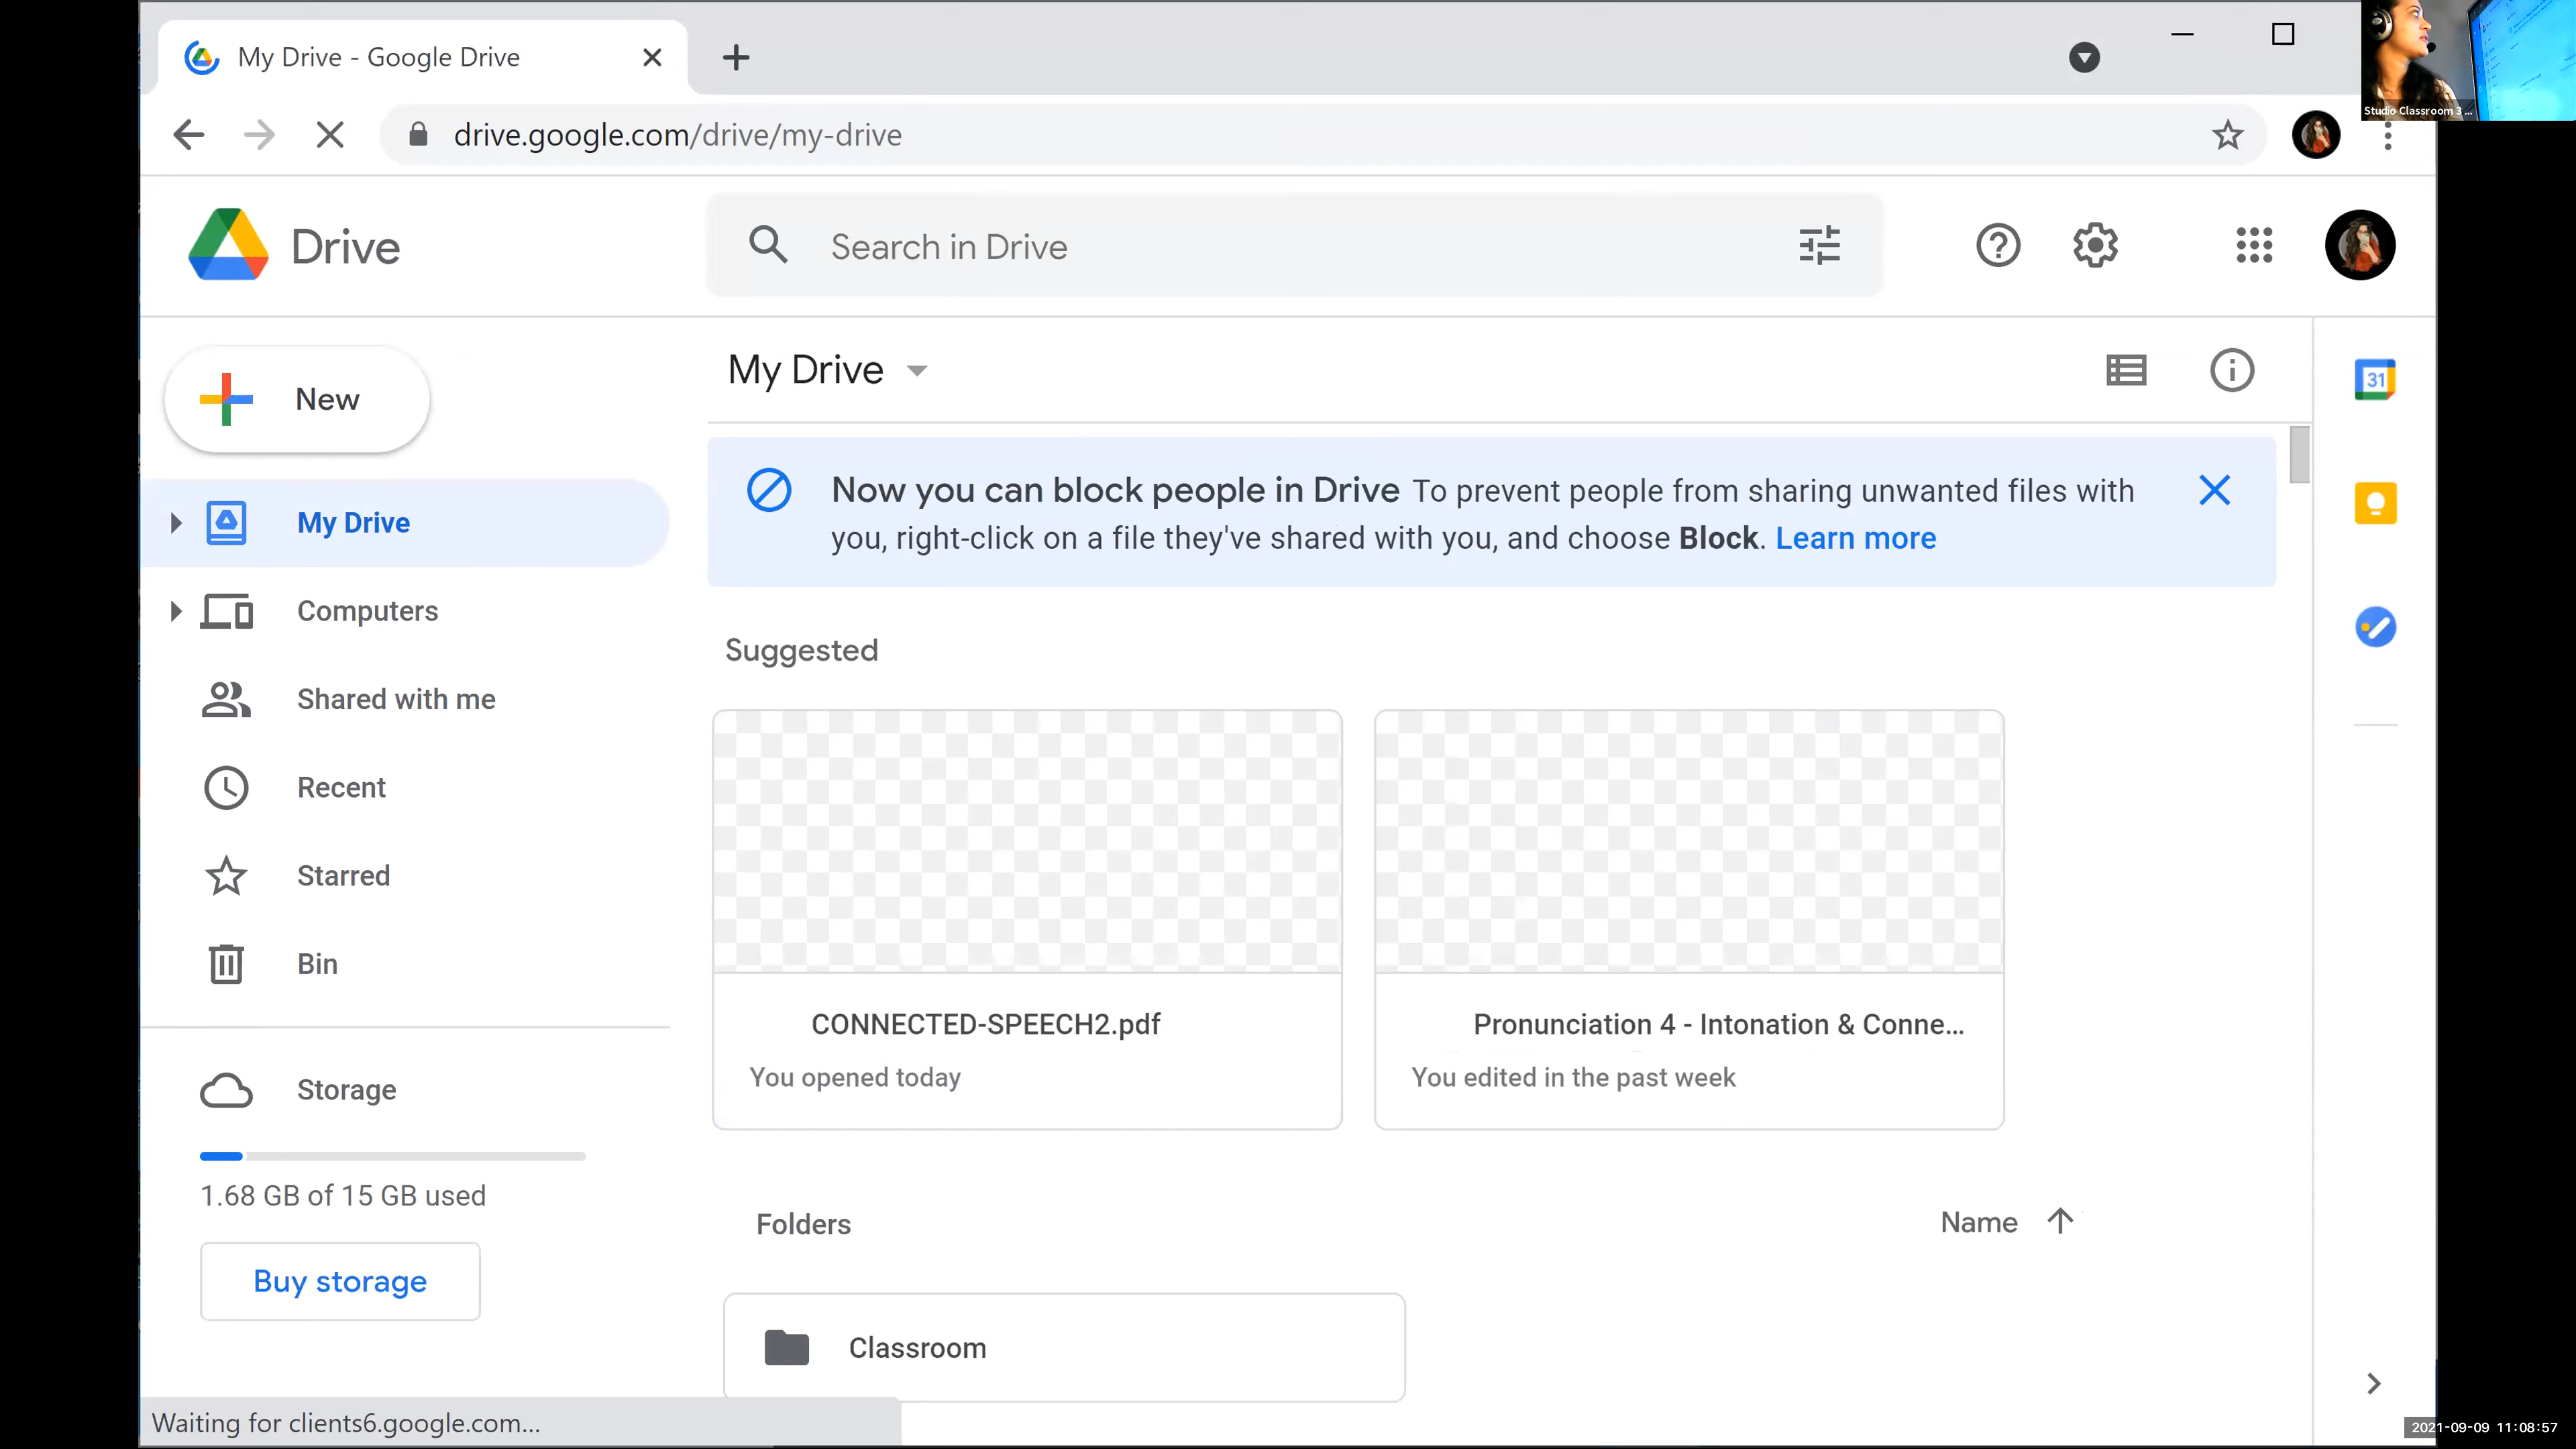 My Drive - Google Drive
Studio Classroom 3 ...
drive.google.com/drive/my-drive
Drive
Search in Drive
New
My Drive
31
Now you can block people in Drive To prevent people from sharing unwanted files with
you, right-click on a file they've shared with you, and choose Block. Learn more
My Drive
Computers
Shared with me
Recent
Starred
Bin
Storage
1.68 GB of 15 GB used
Buy storage
Suggested
CONNECTED-SPEECH2.pdf
You opened today
Pronunciation 4 - Intonation & Conne...
You edited in the past week
Folders
Name
Classroom
Waiting for clients6.google.com...
2021-09-09 11:08:57